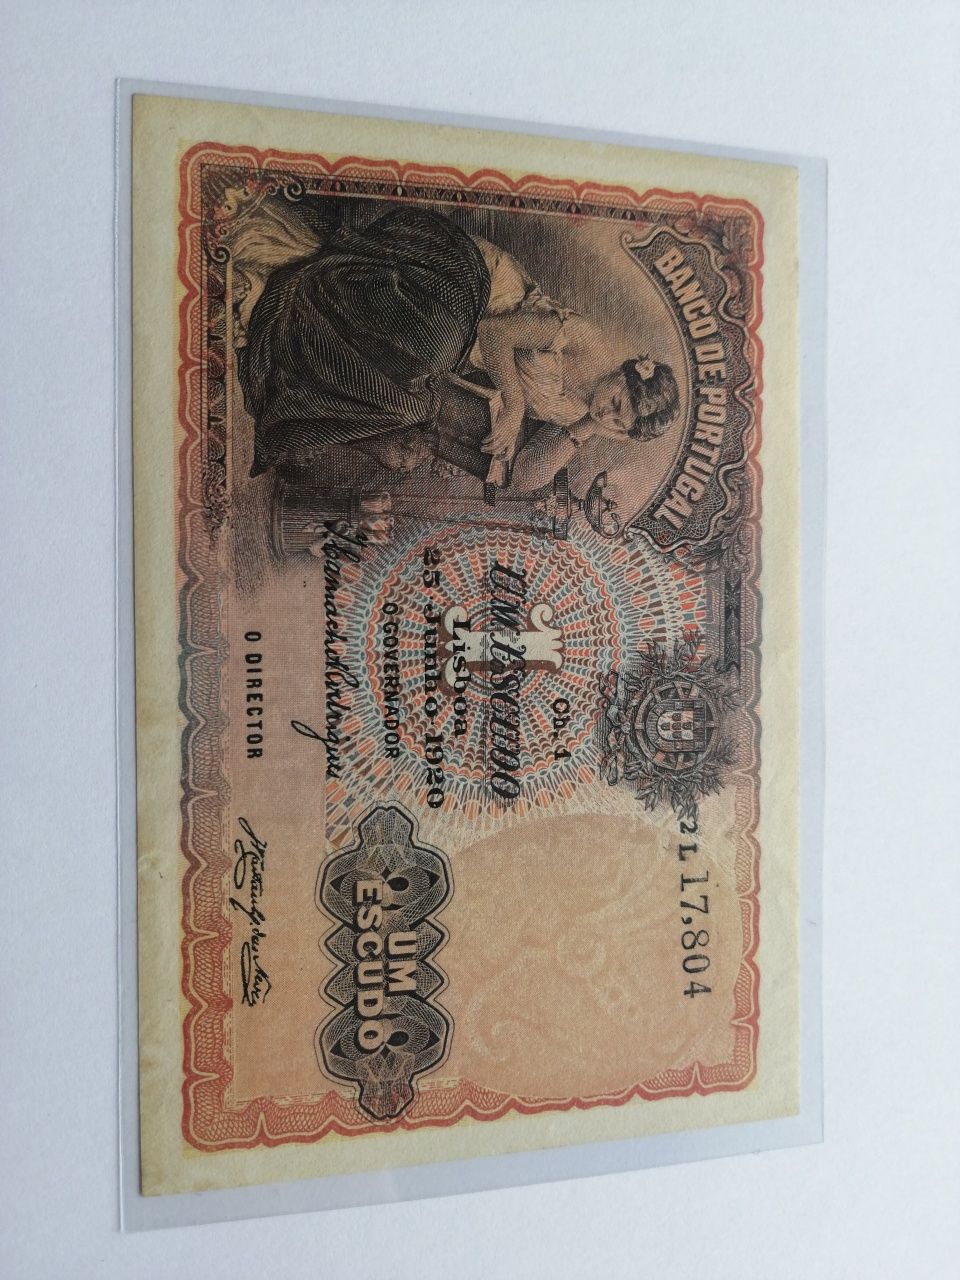 BANCO DE PORTUGAL
2L 17,804
Ch. 1
1
Um Escudo
Lisboa
25 Junho 1920
O GOVERNADOR
UM
ESCUDO
O DIRECTOR